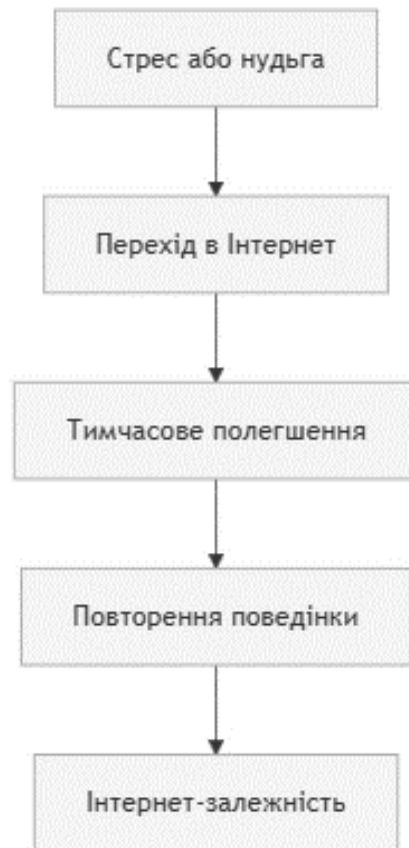 Стрес або нудьга
Перехід в Інтернет
Тимчасове полегшення
Повторення поведінки
Інтернет-залежність